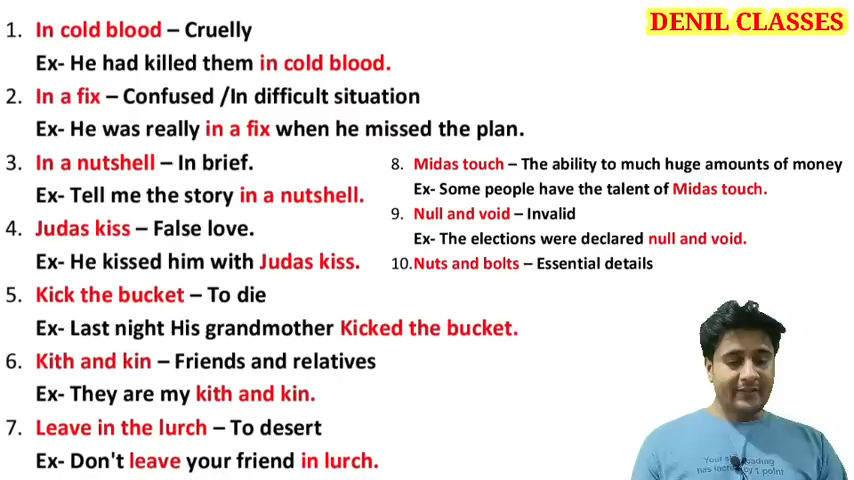 DENIL CLASSES
1. In cold blood – Cruelly
Ex- He had killed them in cold blood.
2. In a fix – Confused /In difficult situation
Ex- He was really in a fix when he missed the plan.
3. In a nutshell – In brief.
Ex- Tell me the story in a nutshell.
4. Judas kiss – False love.
Ex- He kissed him with Judas kiss.
5. Kick the bucket – To die
Ex- Last night His grandmother Kicked the bucket.
6. Kith and kin – Friends and relatives
Ex- They are my kith and kin.
7. Leave in the lurch – To desert
Ex- Don't leave your friend in lurch.
8. Midas touch – The ability to much huge amounts of money
Ex- Some people have the talent of Midas touch.
9. Null and void – Invalid
Ex- The elections were declared null and void.
10. Nuts and bolts – Essential details
Your
has by 1 point